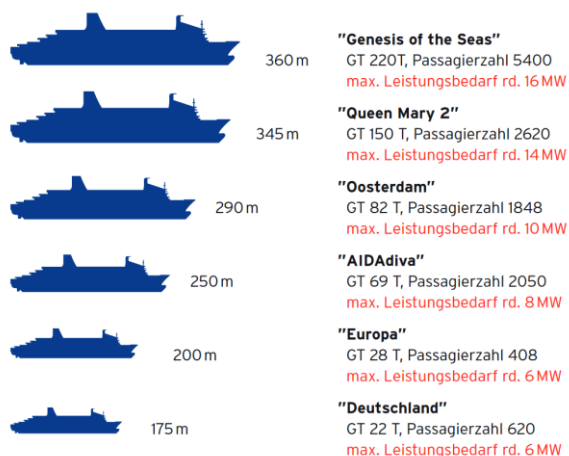 360 m
"Genesis of the Seas"
GT 220T, Passagierzahl 5400
max. Leistungsbedarf rd. 16 MW
345 m
"Queen Mary 2"
GT 150 T, Passagierzahl 2620
max. Leistungsbedarf rd. 14 MW
290 m
"Oosterdam"
GT 82 T, Passagierzahl 1848
max. Leistungsbedarf rd. 10 MW
250 m
"AIDAdiva"
GT 69 T, Passagierzahl 2050
max. Leistungsbedarf rd. 8 MW
200 m
"Europa"
GT 28 T, Passagierzahl 408
max. Leistungsbedarf rd. 6 MW
175 m
"Deutschland"
GT 22 T, Passagierzahl 620
max. Leistungsbedarf rd. 6 MW